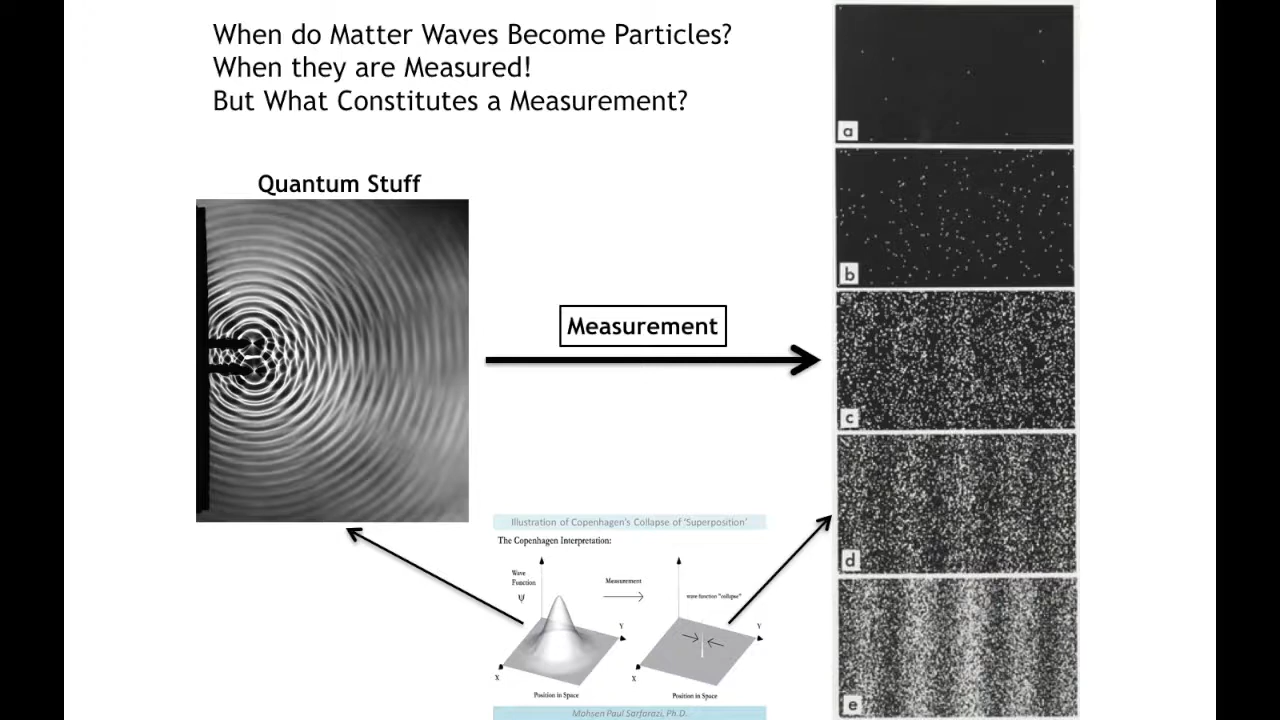 When do Matter Waves Become Particles?
When they are Measured!
But What Constitutes a Measurement?
Quantum Stuff
Measurement
a
b
c
d
e
Illustration of Copenhagen's Collapse of 'Superposition'
The Copenhagen Interpretation:
Wave
Function
Ψ
Measurement
wave function "collapse"
Y
X
Position in Space
Y
X
Position in Space
Mohsen Paul Sarfarazi, Ph.D.